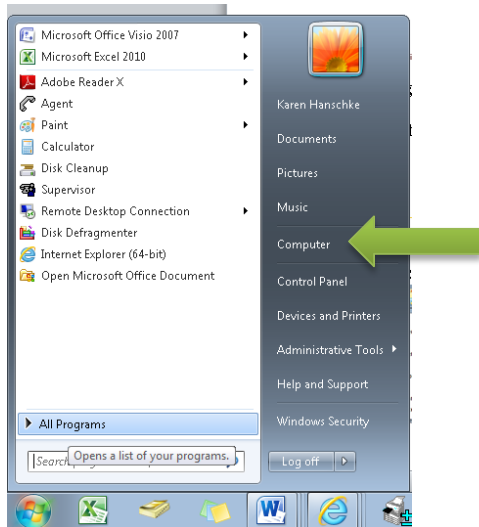 Microsoft Office Visio 2007
Microsoft Excel 2010
Adobe Reader X
Agent
Paint
Calculator
Disk Cleanup
Supervisor
Remote Desktop Connection
Disk Defragmenter
Internet Explorer (64-bit)
Open Microsoft Office Document
All Programs
Search
Opens a list of your programs.
Karen Hanschke
Documents
Pictures
Music
Computer
Control Panel
Devices and Printers
Administrative Tools
Help and Support
Windows Security
Log off